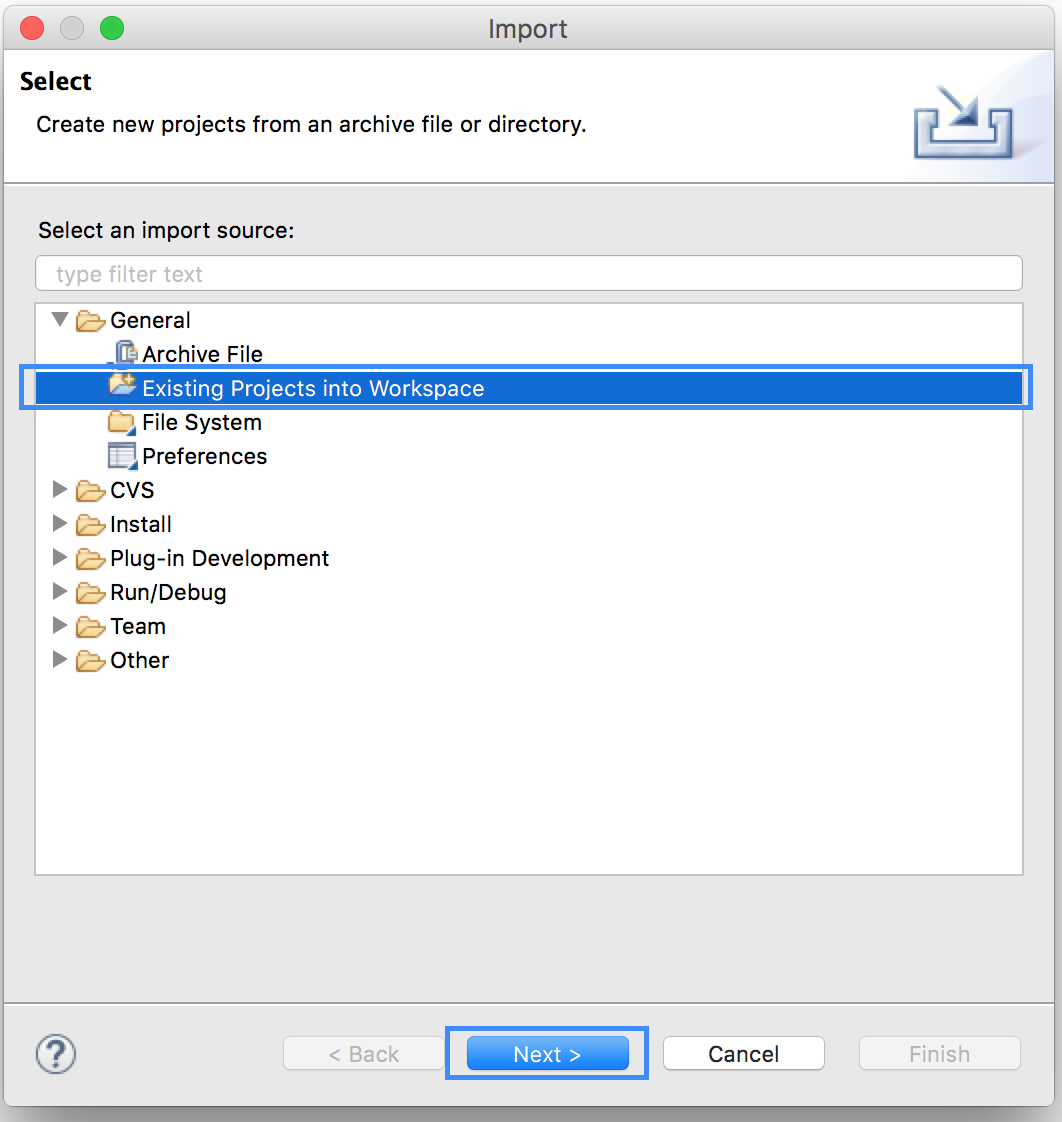 Import
Select
Create new projects from an archive file or directory.
Select an import source:
type filter text
General
Archive File
Existing Projects into Workspace
File System
Preferences
CVS
Install
Plug-in Development
Run/Debug
Team
Other
? < Back Next > Cancel Finish